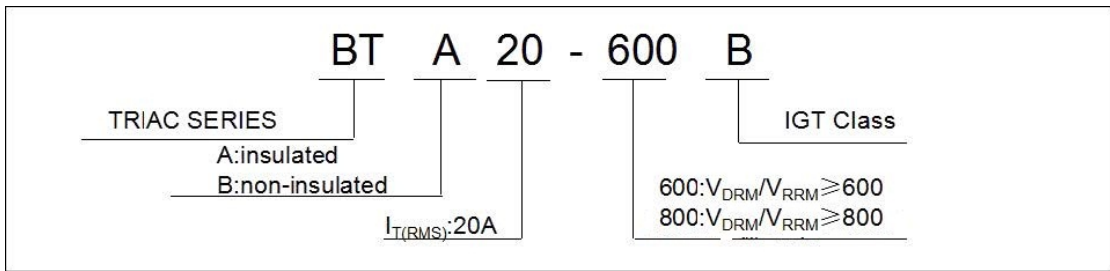 BT A 20 - 600 B
TRIAC SERIES
IGT Class
A:insulated
B:non-insulated
600:VDRM/VRRM≥600
800:VDRM/VRRM≥800
IT(RMS):20A